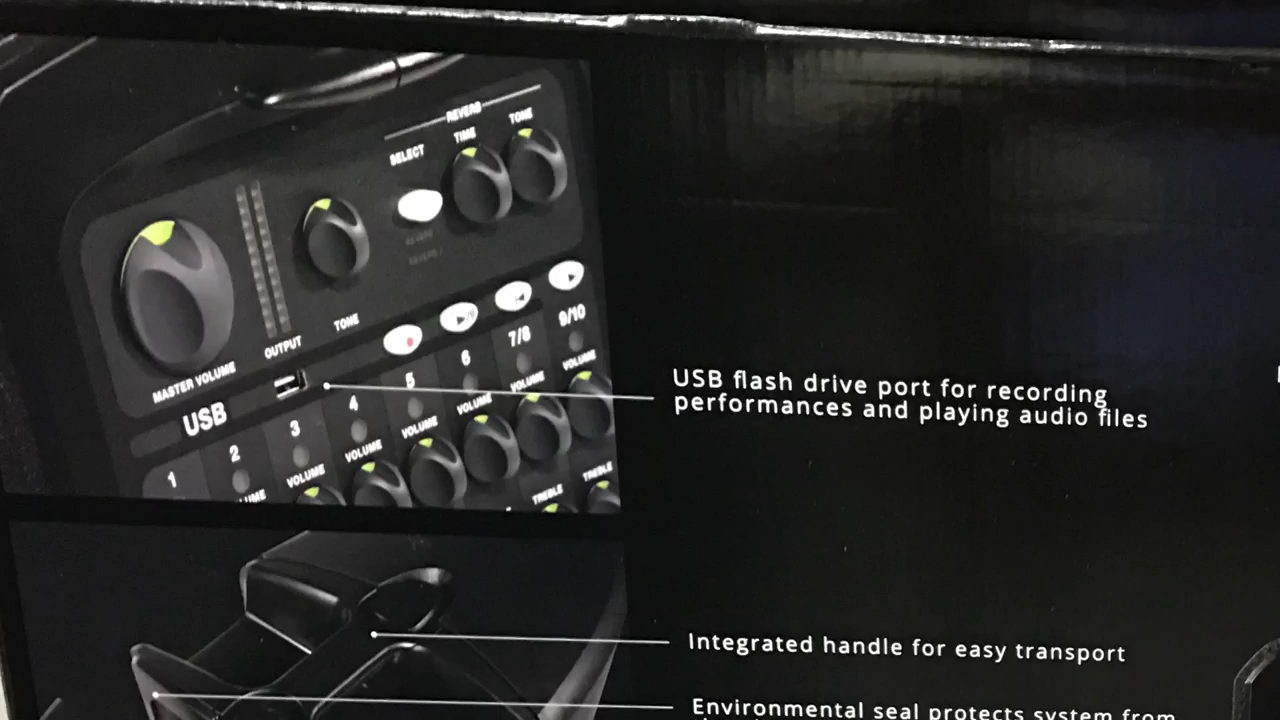 REVERB
SELECT
TIME
TONE
MASTER VOLUME
OUTPUT
TONE
USB
1
2
3
4
5
6
7/8
9/10
VOLUME
VOLUME
VOLUME
VOLUME
VOLUME
VOLUME
TREBLE
TREBLE
USB flash drive port for recording
performances and playing audio files
Integrated handle for easy transport
Environmental seal protects system from